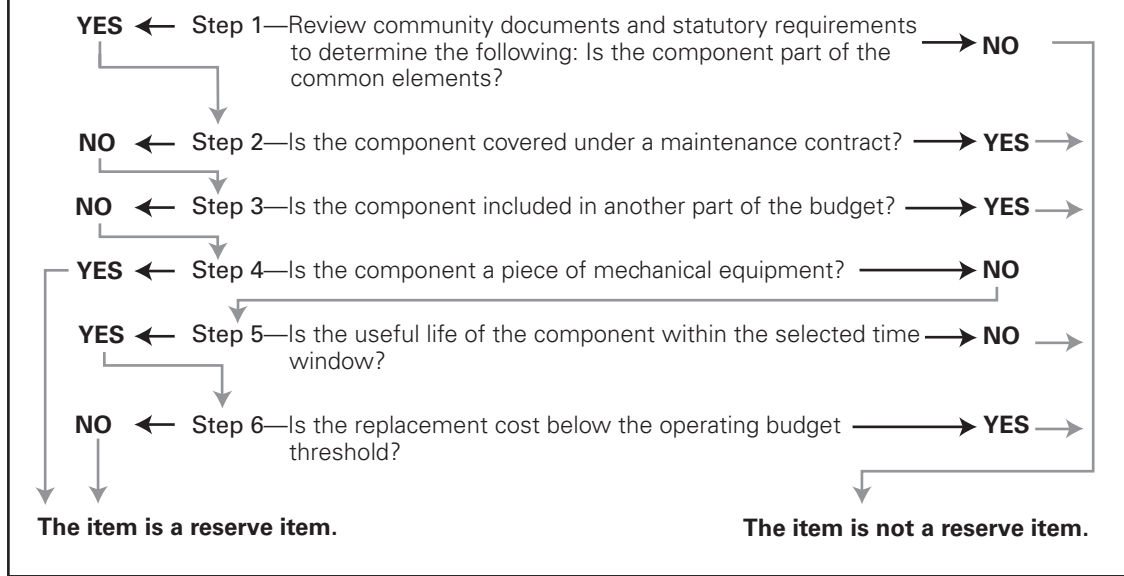 YES Step 1—Review community documents and statutory requirements
to determine the following: Is the component part of the NO
common elements?
NO Step 2—Is the component covered under a maintenance contract? YES
NO Step 3—Is the component included in another part of the budget? YES
YES Step 4—Is the component a piece of mechanical equipment? NO
YES Step 5—Is the useful life of the component within the selected time NO
window?
NO Step 6—Is the replacement cost below the operating budget YES
threshold?
The item is a reserve item. The item is not a reserve item.